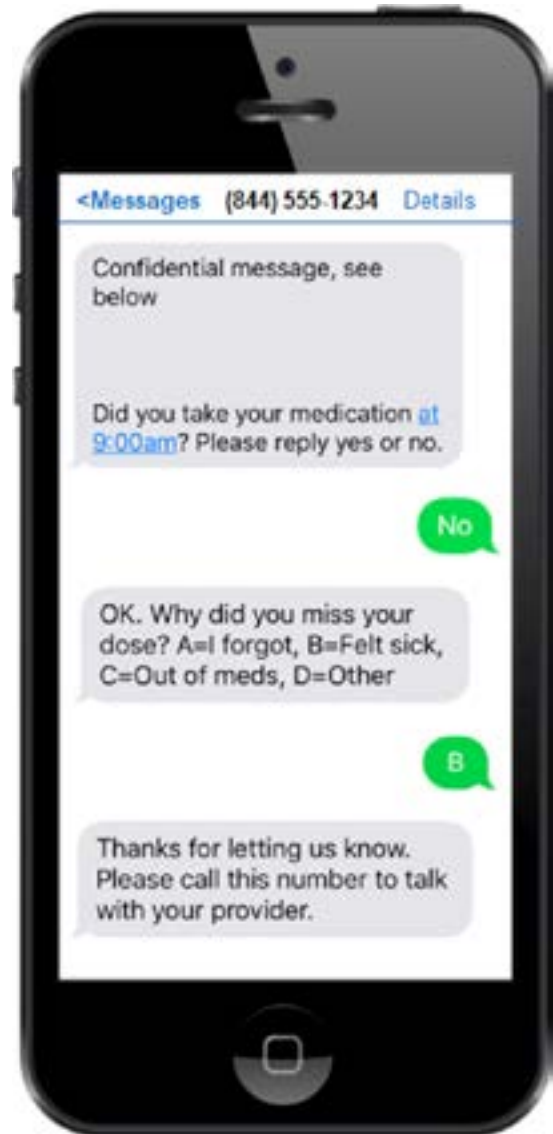 <Messages (844) 555-1234 Details
Confidential message, see
below
Did you take your medication at
9:00am? Please reply yes or no.
No
OK. Why did you miss your
dose? A=I forgot, B=Felt sick,
C=Out of meds, D=Other
B
Thanks for letting us know.
Please call this number to talk
with your provider.